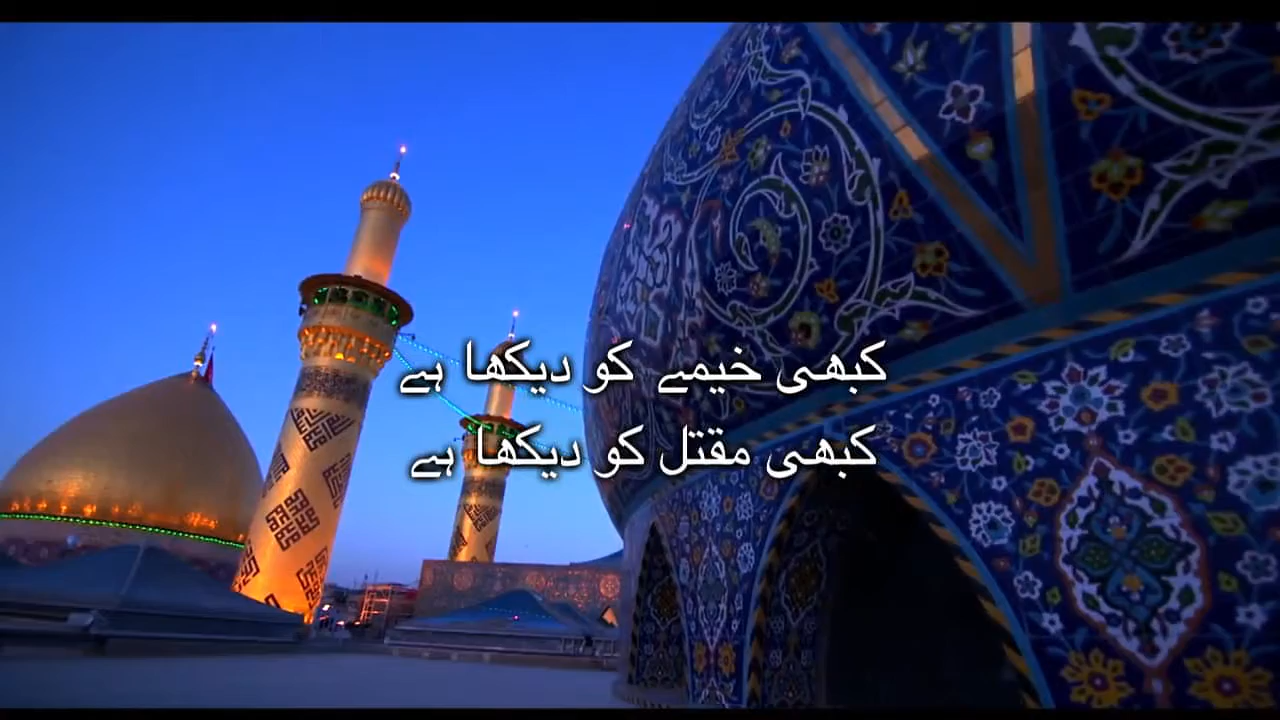 کبھی خیمے کو دیکھا ہے
کبھی مقتل کو دیکھا ہے